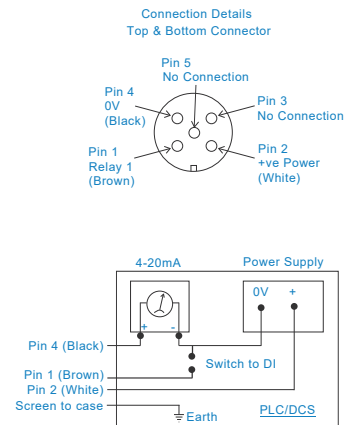 Connection Details
Top & Bottom Connector
Pin 5
No Connection
Pin 4
0V
(Black)
Pin 3
No Connection
Pin 1
Relay 1
(Brown)
Pin 2
+ve Power
(White)
4-20mA
Power Supply
0V +
+ -
Pin 4 (Black)
Switch to DI
Pin 1 (Brown)
Pin 2 (White)
Screen to case
Earth
PLC/DCS